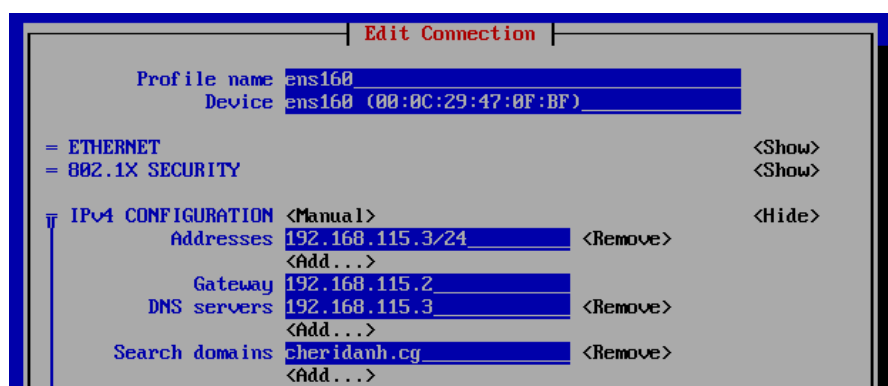 Edit Connection
Profile name ens160
Device ens160 (00:0C:29:47:0F:BF)
= ETHERNET <Show>
= 802.1X SECURITY <Show>
IPv4 CONFIGURATION <Manual> <Hide>
Addresses 192.168.115.3/24 <Remove>
<Add...>
Gateway 192.168.115.2
DNS servers 192.168.115.3 <Remove>
<Add...>
Search domains cheridanh.cg <Remove>
<Add...>